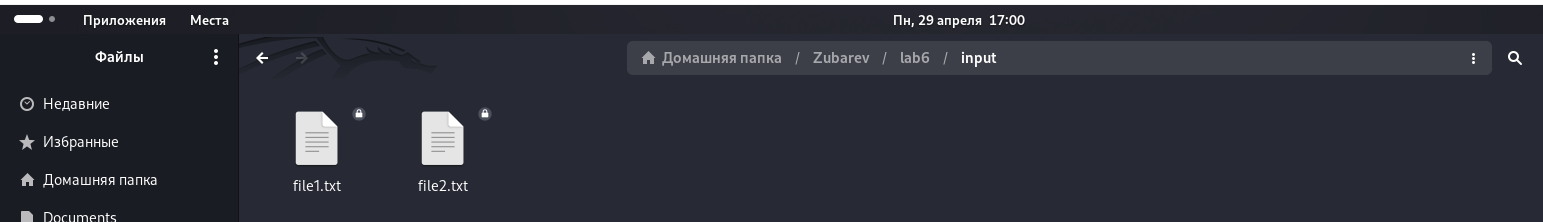 Приложения Места Пн, 29 апреля 17:00
Файлы Домашняя папка / Zubarev / lab6 / input
Недавние
Избранные
Домашняя папка
Documents
file1.txt file2.txt